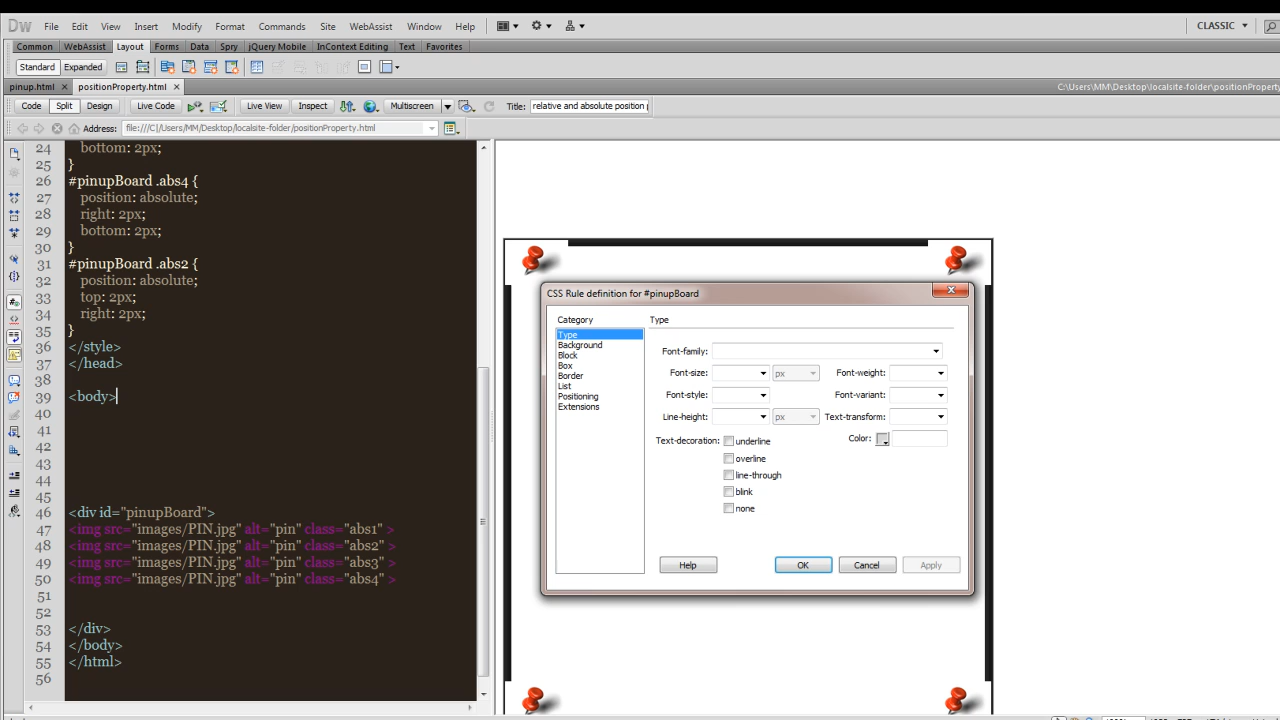 Dw File Edit View Insert Modify Format Commands Site WebAssist Window Help CLASSIC
Common WebAssist Layout Forms Data Spry jQuery Mobile InContext Editing Text Favorites
Standard Expanded
pinup.html positionProperty.html C:\Users\MM\Desktop\localsite-folder\positionProperty
Code Split Design Live Code Live View Inspect Multiscreen Title: relative and absolute position p
Address: file:///C|/Users/MM/Desktop/localsite-folder/positionProperty.html
24 bottom: 2px;
25 }
26 #pinupBoard .abs4 {
27 position: absolute;
28 right: 2px;
29 bottom: 2px;
30 }
31 #pinupBoard .abs2 {
32 position: absolute;
33 top: 2px;
34 right: 2px;
35 }
36 </style>
37 </head>
38
39 <body>
40
41
42
43
44
45
46 <div id="pinupBoard">
47 <img src="images/PIN.jpg" alt="pin" class="abs1" >
48 <img src="images/PIN.jpg" alt="pin" class="abs2" >
49 <img src="images/PIN.jpg" alt="pin" class="abs3" >
50 <img src="images/PIN.jpg" alt="pin" class="abs4" >
51
52
53 </div>
54 </body>
55 </html>
56
CSS Rule definition for #pinupBoard
Category
Type
Background
Block
Box
Border
List
Positioning
Extensions
Type
Font-family:
Font-size: px Font-weight:
Font-style: Font-variant:
Line-height: px Text-transform:
Text-decoration: underline Color:
overline
line-through
blink
none
Help OK Cancel Apply